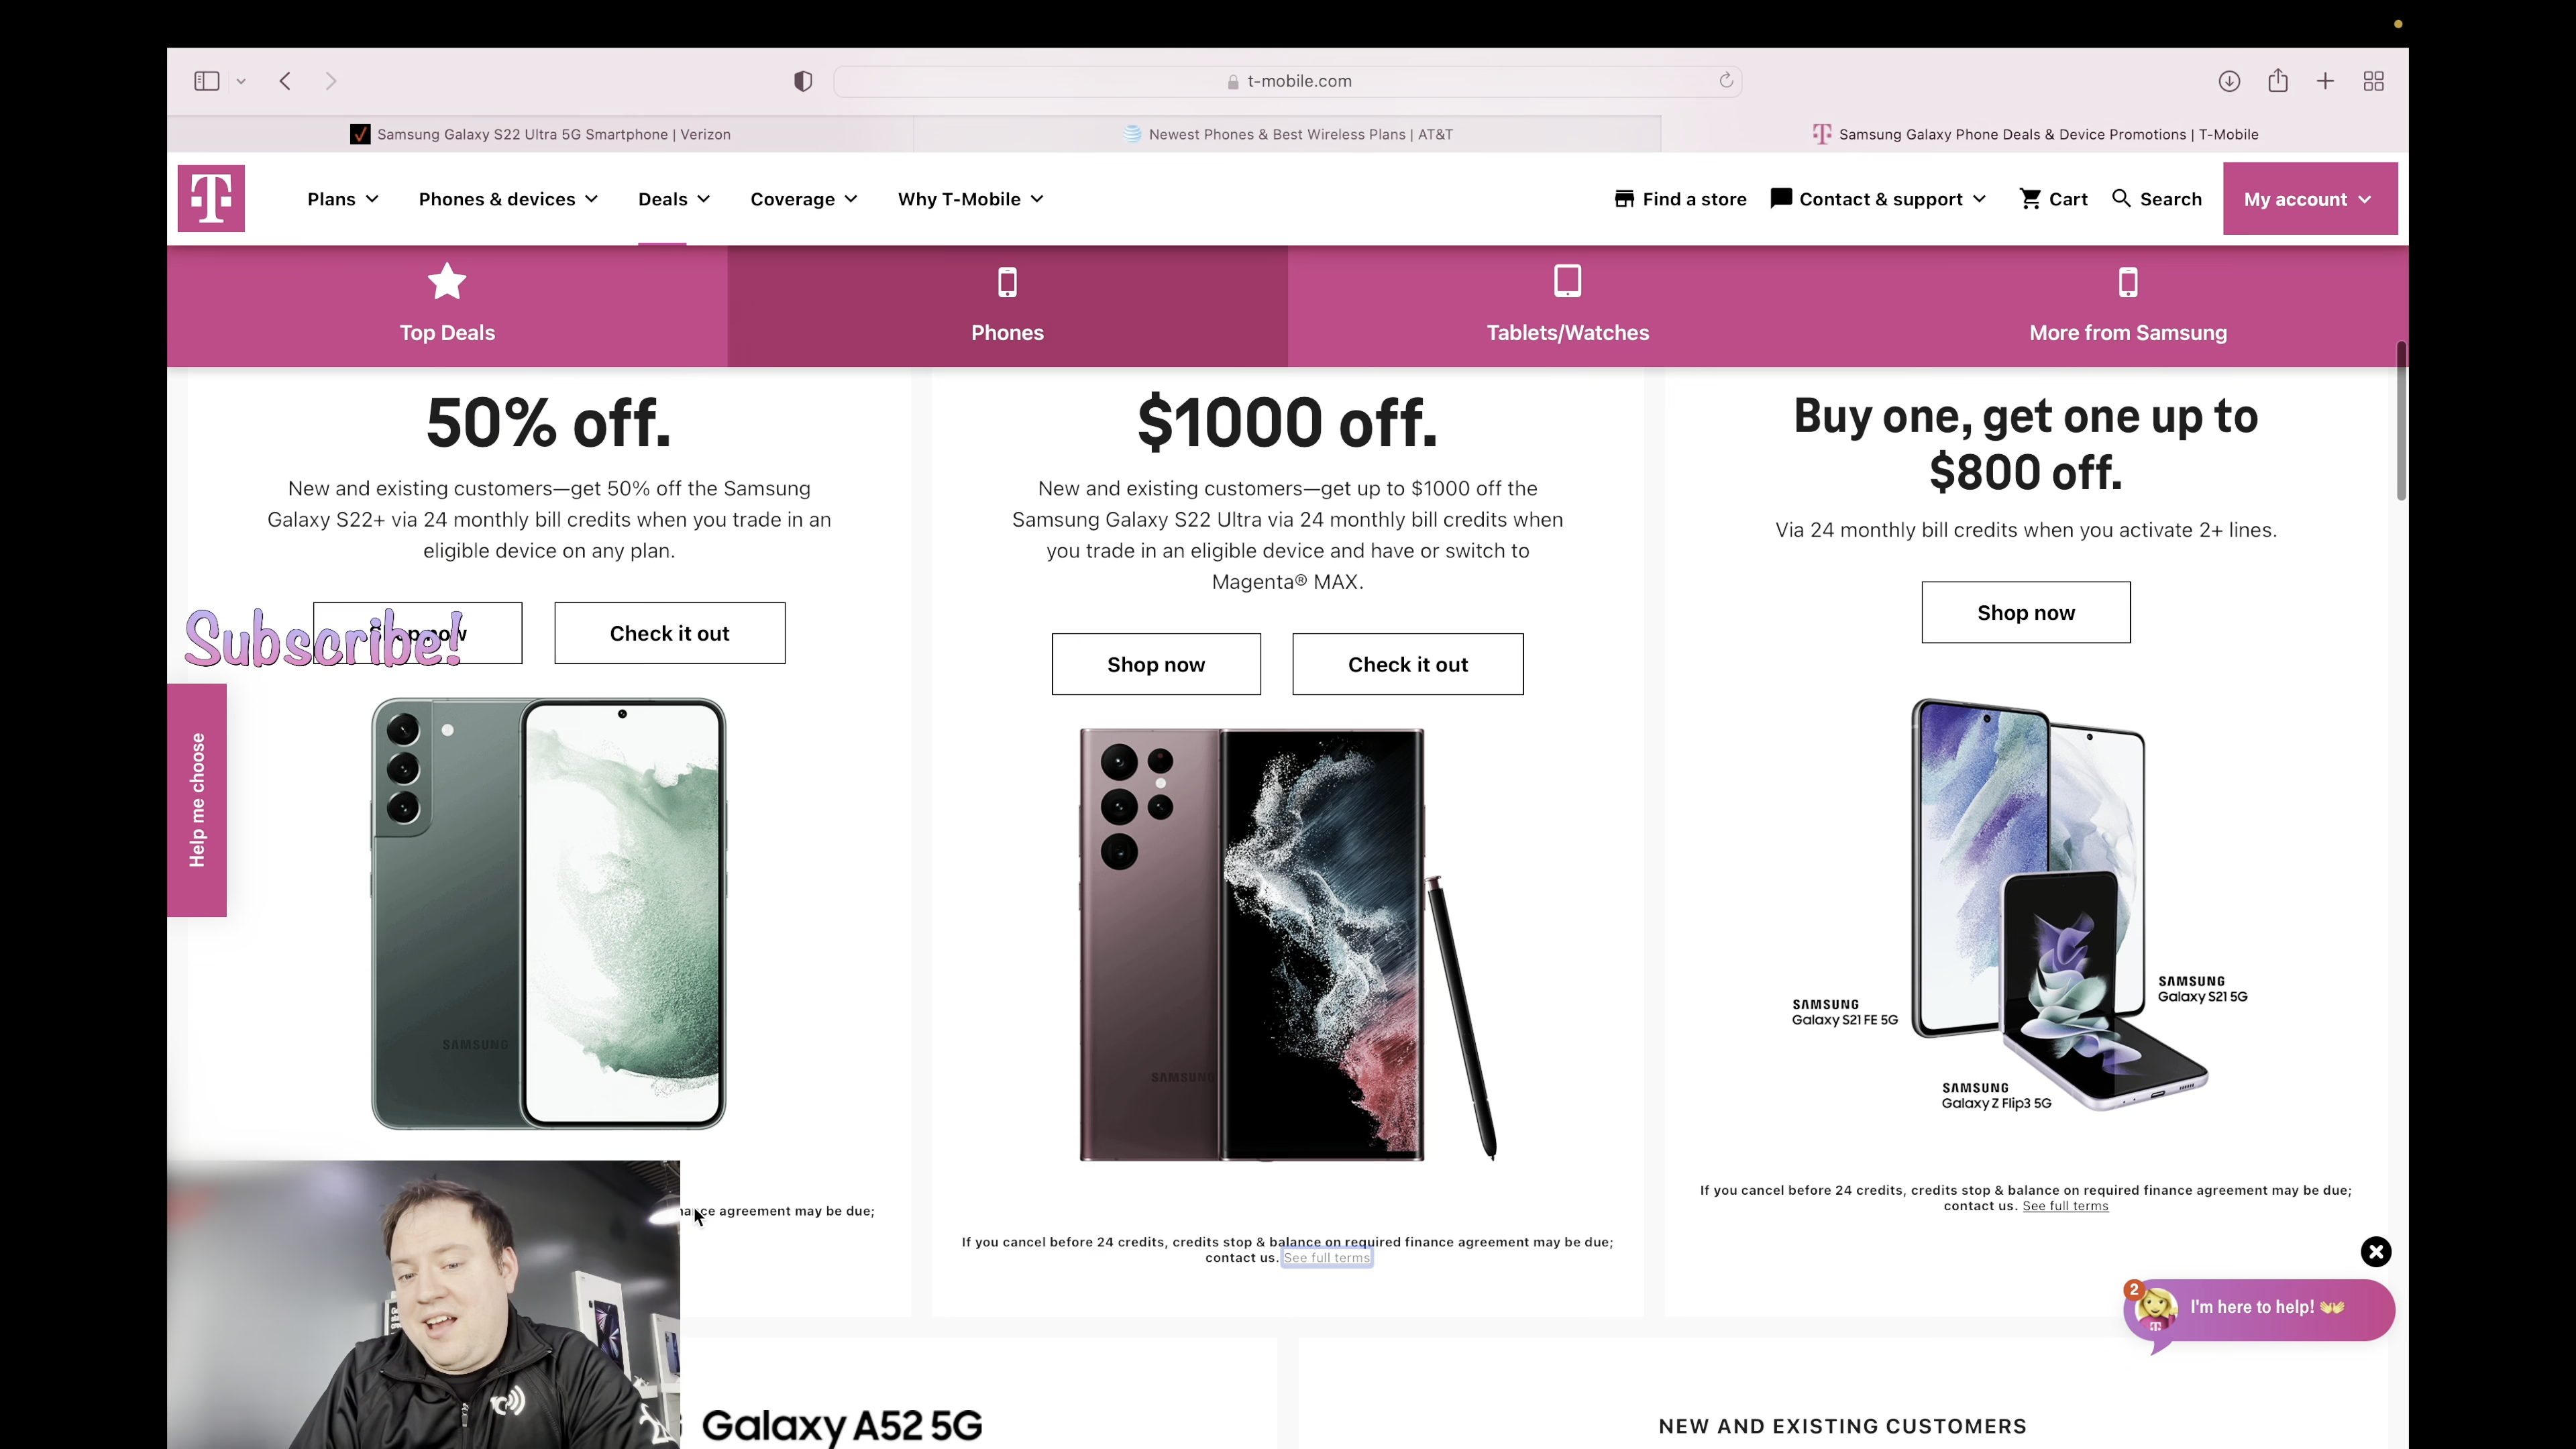 t-mobile.com
Samsung Galaxy S22 Ultra 5G Smartphone | Verizon
Newest Phones & Best Wireless Plans | AT&T
Samsung Galaxy Phone Deals & Device Promotions | T-Mobile
Plans
Phones & devices
Deals
Coverage
Why T-Mobile
Find a store
Contact & support
Cart
Search
My account
Top Deals
Phones
Tablets/Watches
More from Samsung
50% off.
New and existing customers—get 50% off the Samsung
Galaxy S22+ via 24 monthly bill credits when you trade in an
eligible device on any plan.
Subscribe!
Check it out
SAMSUNG
$1000 off.
New and existing customers—get up to $1000 off the
Samsung Galaxy S22 Ultra via 24 monthly bill credits when
you trade in an eligible device and have or switch to
Magenta® MAX.
Shop now
Check it out
SAMSUNG
Buy one, get one up to
$800 off.
Via 24 monthly bill credits when you activate 2+ lines.
Shop now
SAMSUNG
Galaxy S21 FE 5G
SAMSUNG
Galaxy S21 5G
SAMSUNG
Galaxy Z Flip3 5G
Help me choose
agreement may be due;
If you cancel before 24 credits, credits stop & balance on required finance agreement may be due;
contact us. See full terms
If you cancel before 24 credits, credits stop & balance on required finance agreement may be due;
contact us. See full terms
2
I'm here to help!
Galaxy A52 5G
NEW AND EXISTING CUSTOMERS